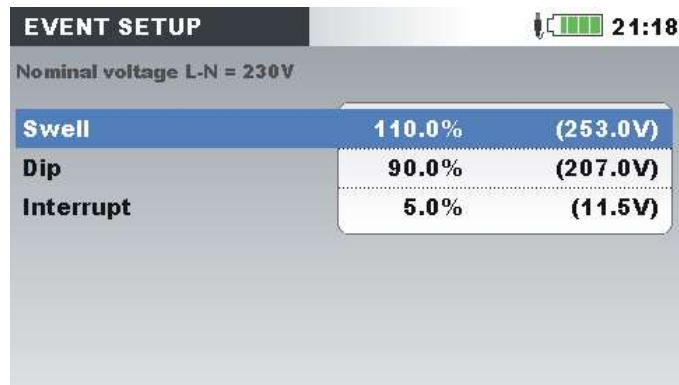 EVENT SETUP 21:18
Nominal voltage L-N = 230V
Swell 110.0% (253.0V)
Dip 90.0% (207.0V)
Interrupt 5.0% (11.5V)